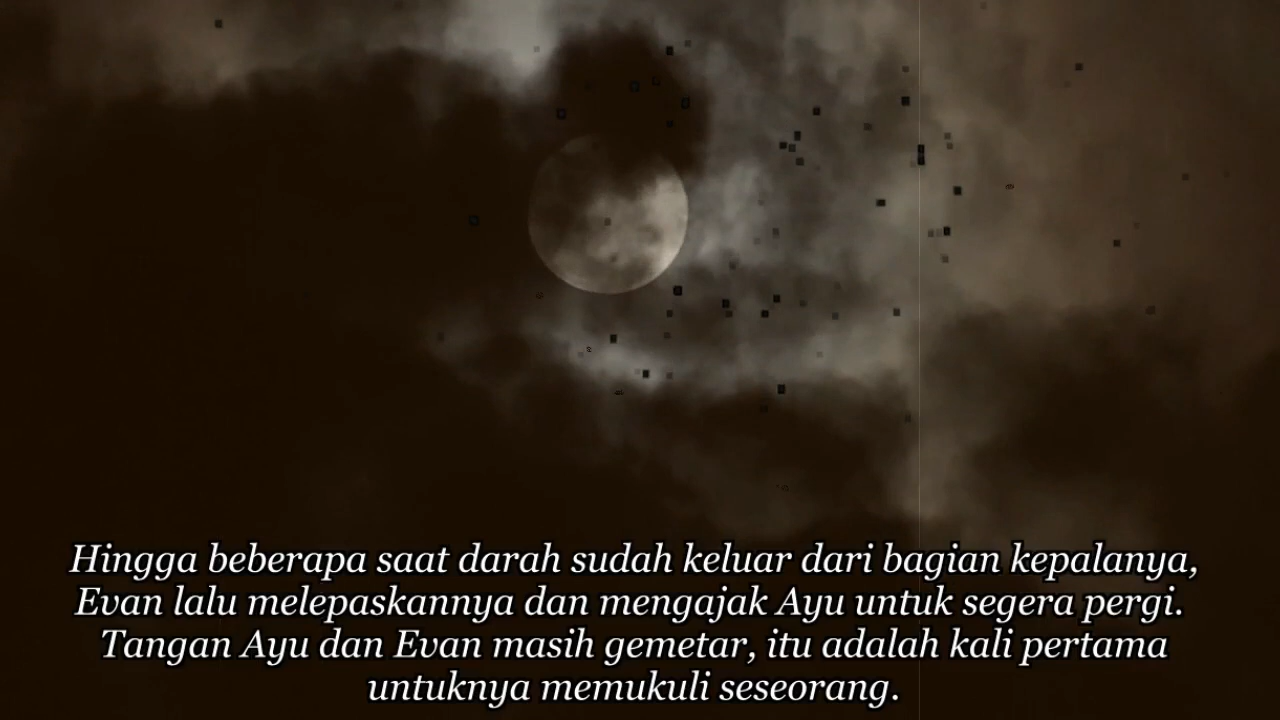 Hingga beberapa saat darah sudah keluar dari bagian kepalanya,
Evan lalu melepaskannya dan mengajak Ayu untuk segera pergi.
Tangan Ayu dan Evan masih gemetar, itu adalah kali pertama
untuknya memukuli seseorang.